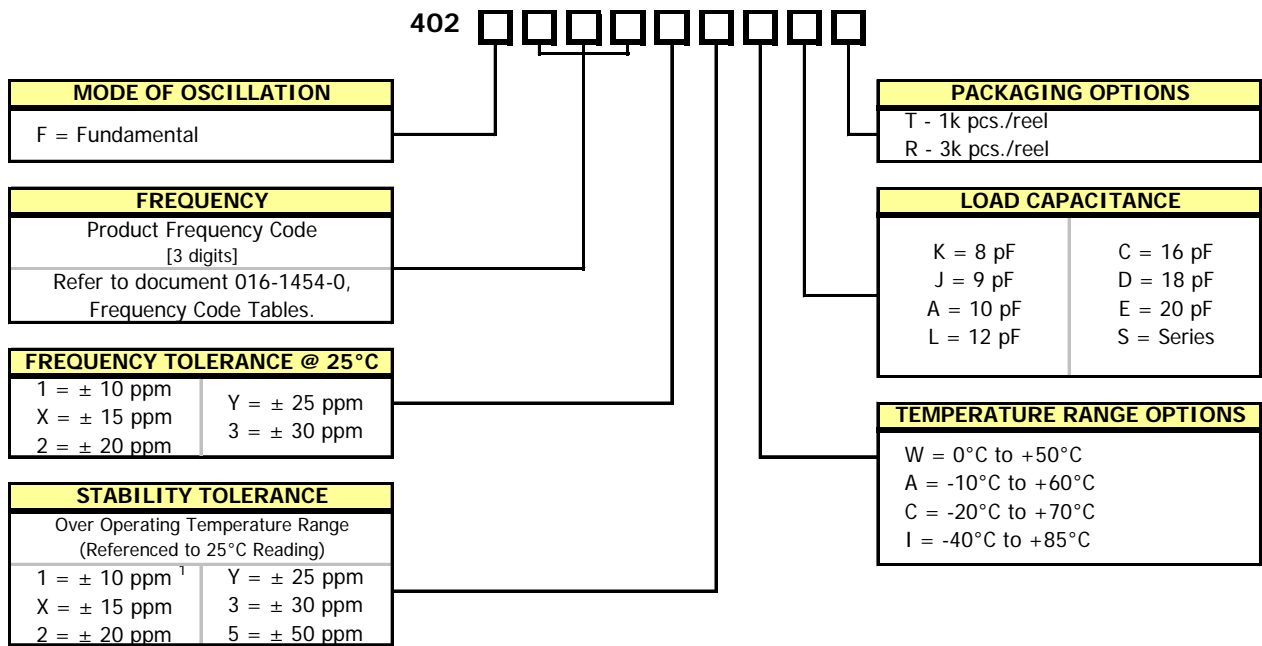 402
MODE OF OSCILLATION
F = Fundamental
FREQUENCY
Product Frequency Code
[3 digits]
Refer to document 016-1454-0,
Frequency Code Tables.
FREQUENCY TOLERANCE @ 25°C
1 = ± 10 ppm
X = ± 15 ppm
2 = ± 20 ppm
Y = ± 25 ppm
3 = ± 30 ppm
STABILITY TOLERANCE
Over Operating Temperature Range
(Referenced to 25°C Reading)
1 = ± 10 ppm 1
X = ± 15 ppm
2 = ± 20 ppm
Y = ± 25 ppm
3 = ± 30 ppm
5 = ± 50 ppm
PACKAGING OPTIONS
T - 1k pcs./reel
R - 3k pcs./reel
LOAD CAPACITANCE
K = 8 pF
J = 9 pF
A = 10 pF
L = 12 pF
C = 16 pF
D = 18 pF
E = 20 pF
S = Series
TEMPERATURE RANGE OPTIONS
W = 0°C to +50°C
A = -10°C to +60°C
C = -20°C to +70°C
I = -40°C to +85°C